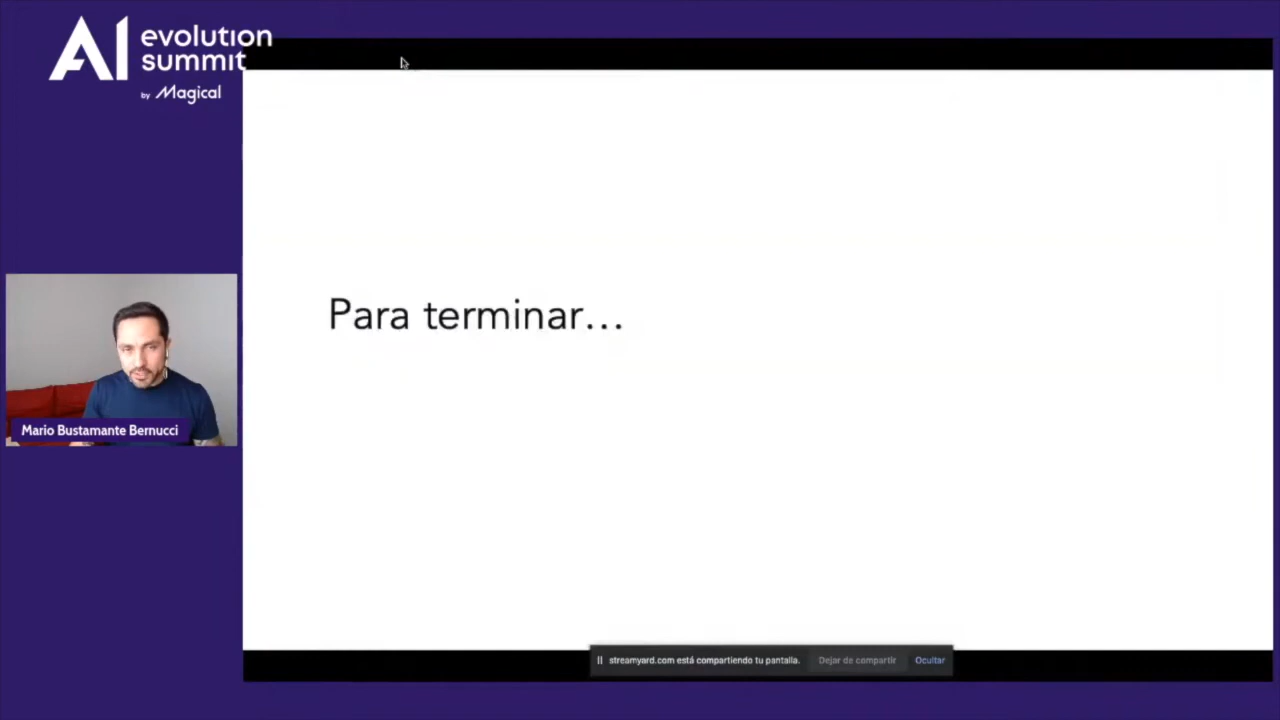 AI evolution
summit
by Magical
Para terminar...
Mario Bustamante Bernucci
streamyard.com está compartiendo tu pantalla. Dejar de compartir Ocultar